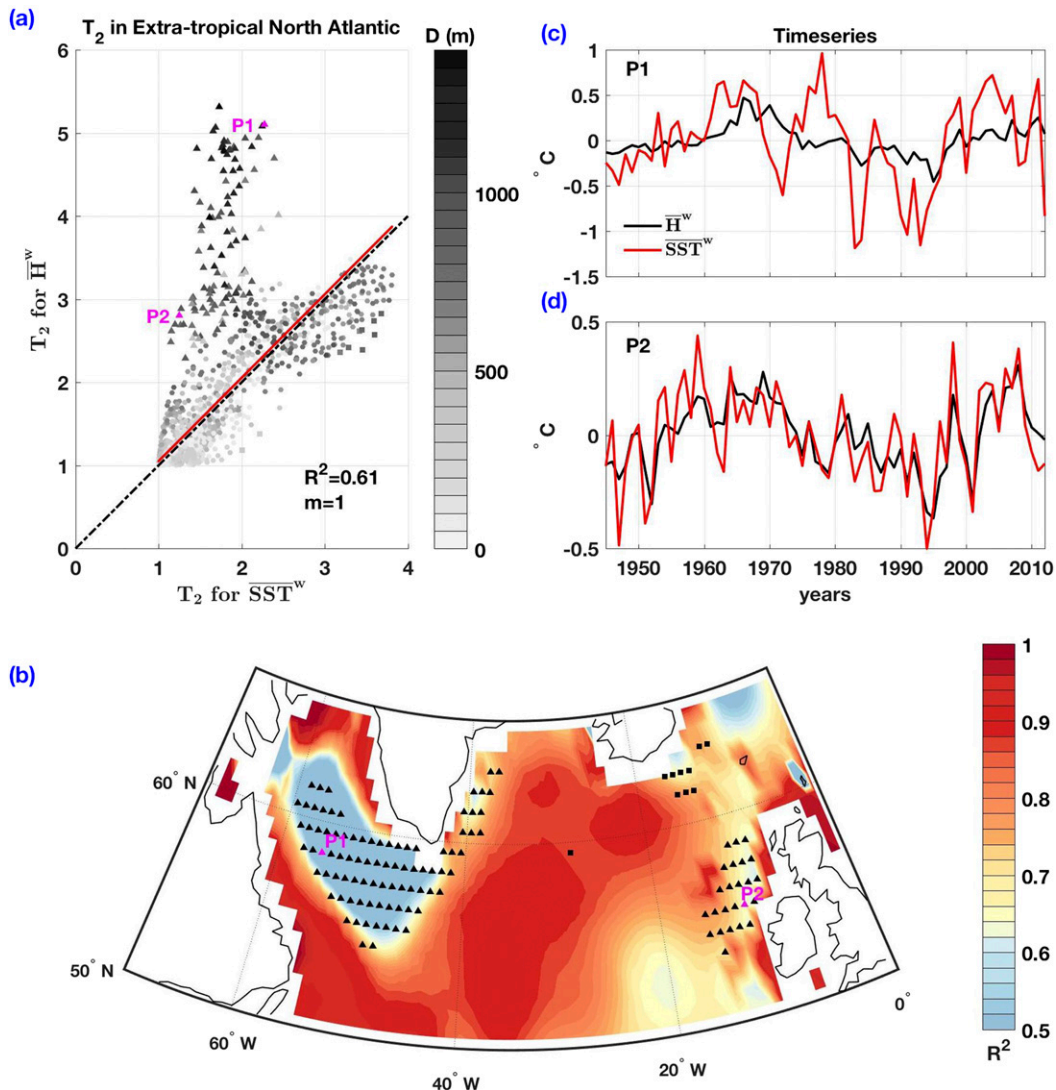 (a)
T₂ in Extra-tropical North Atlantic
D (m)
6
5
4
3
2
1
0
T₂ for H̅ʷ
P1
P2
R²=0.61
m=1
0 1 2 3 4
T₂ for S̅S̅T̅ʷ
1000
500
0
(c)
Timeseries
P1
1
0.5
0
-0.5
-1
-1.5
° C
H̅ʷ
S̅S̅T̅ʷ
(d)
P2
0.5
0
-0.5
° C
1950 1960 1970 1980 1990 2000 2010
years
(b)
60° N
50° N
60° W
40° W
20° W
0°
P1
P2
1
0.9
0.8
0.7
0.6
0.5
R²